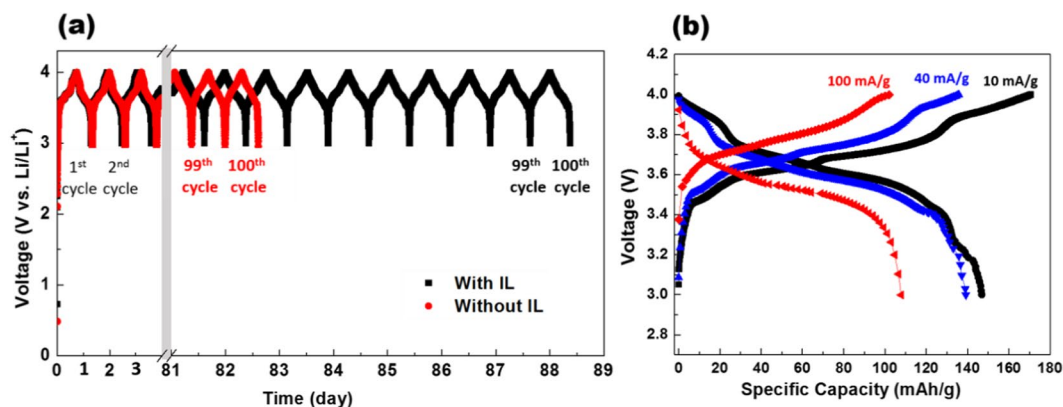 (a)
Voltage (V vs. Li/Li⁺)
4
3
2
1
0
1st
cycle
2nd
cycle
99th
cycle
100th
cycle
99th
cycle
100th
cycle
With IL
Without IL
0 1 2 3 81 82 83 84 85 86 87 88 89
Time (day)
(b)
Voltage (V)
4.2
4.0
3.8
3.6
3.4
3.2
3.0
2.8
100 mA/g
40 mA/g
10 mA/g
0 20 40 60 80 100 120 140 160 180
Specific Capacity (mAh/g)